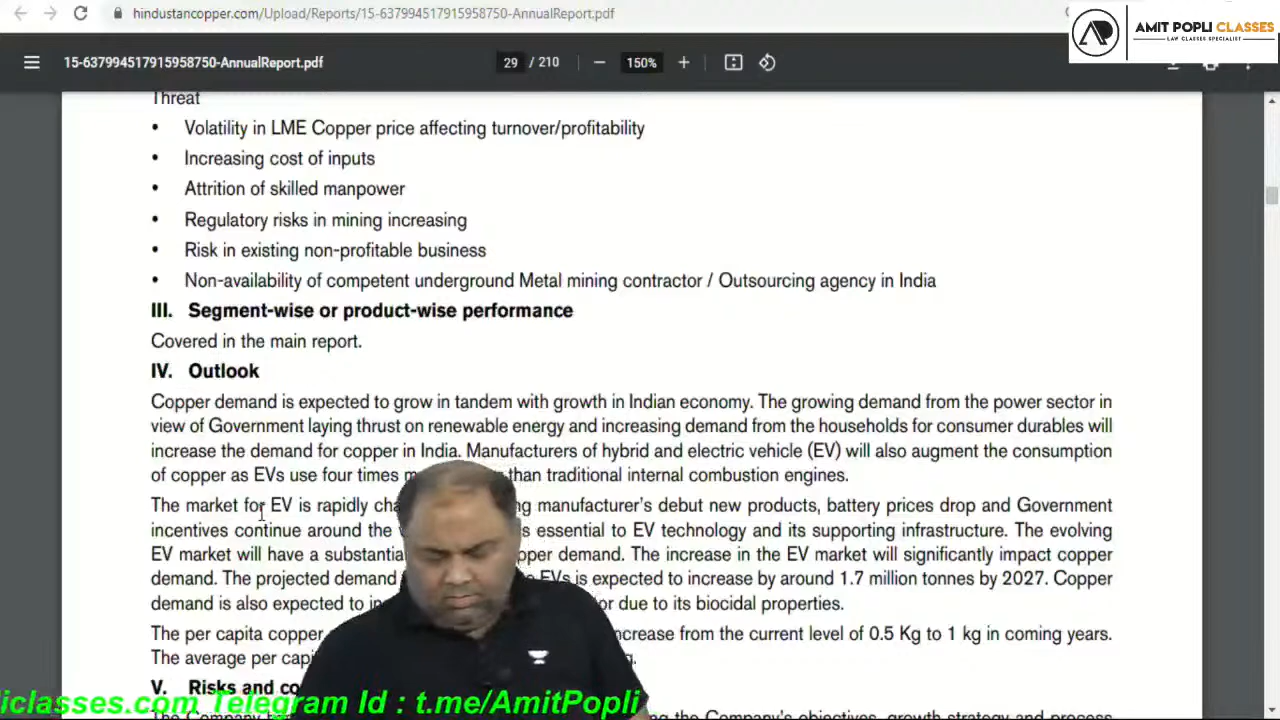 hindustancopper.com/Upload/Reports/15-637994517915958750-AnnualReport.pdf
AMIT POPLI CLASSES
LAW CLASSES SPECIALIST
15-637994517915958750-AnnualReport.pdf
29 / 210
150%
Threat
• Volatility in LME Copper price affecting turnover/profitability
• Increasing cost of inputs
• Attrition of skilled manpower
• Regulatory risks in mining increasing
• Risk in existing non-profitable business
• Non-availability of competent underground Metal mining contractor / Outsourcing agency in India
III. Segment-wise or product-wise performance
Covered in the main report.
IV. Outlook
Copper demand is expected to grow in tandem with growth in Indian economy. The growing demand from the power sector in
view of Government laying thrust on renewable energy and increasing demand from the households for consumer durables will
increase the demand for copper in India. Manufacturers of hybrid and electric vehicle (EV) will also augment the consumption
of copper as EVs use four times than traditional internal combustion engines.
The market for EV is rapidly manufacturer's debut new products, battery prices drop and Government
incentives continue around the essential to EV technology and its supporting infrastructure. The evolving
EV market will have a demand. The increase in the EV market will significantly impact copper
demand. The projected demand EVs is expected to increase by around 1.7 million tonnes by 2027. Copper
demand is also expected to due to its biocidal properties.
The per capita copper from the current level of 0.5 Kg to 1 kg in coming years.
The average per
V. Risks and
The the Company's objectives, growth strategy and process
Telegram Id : t.me/AmitPopli